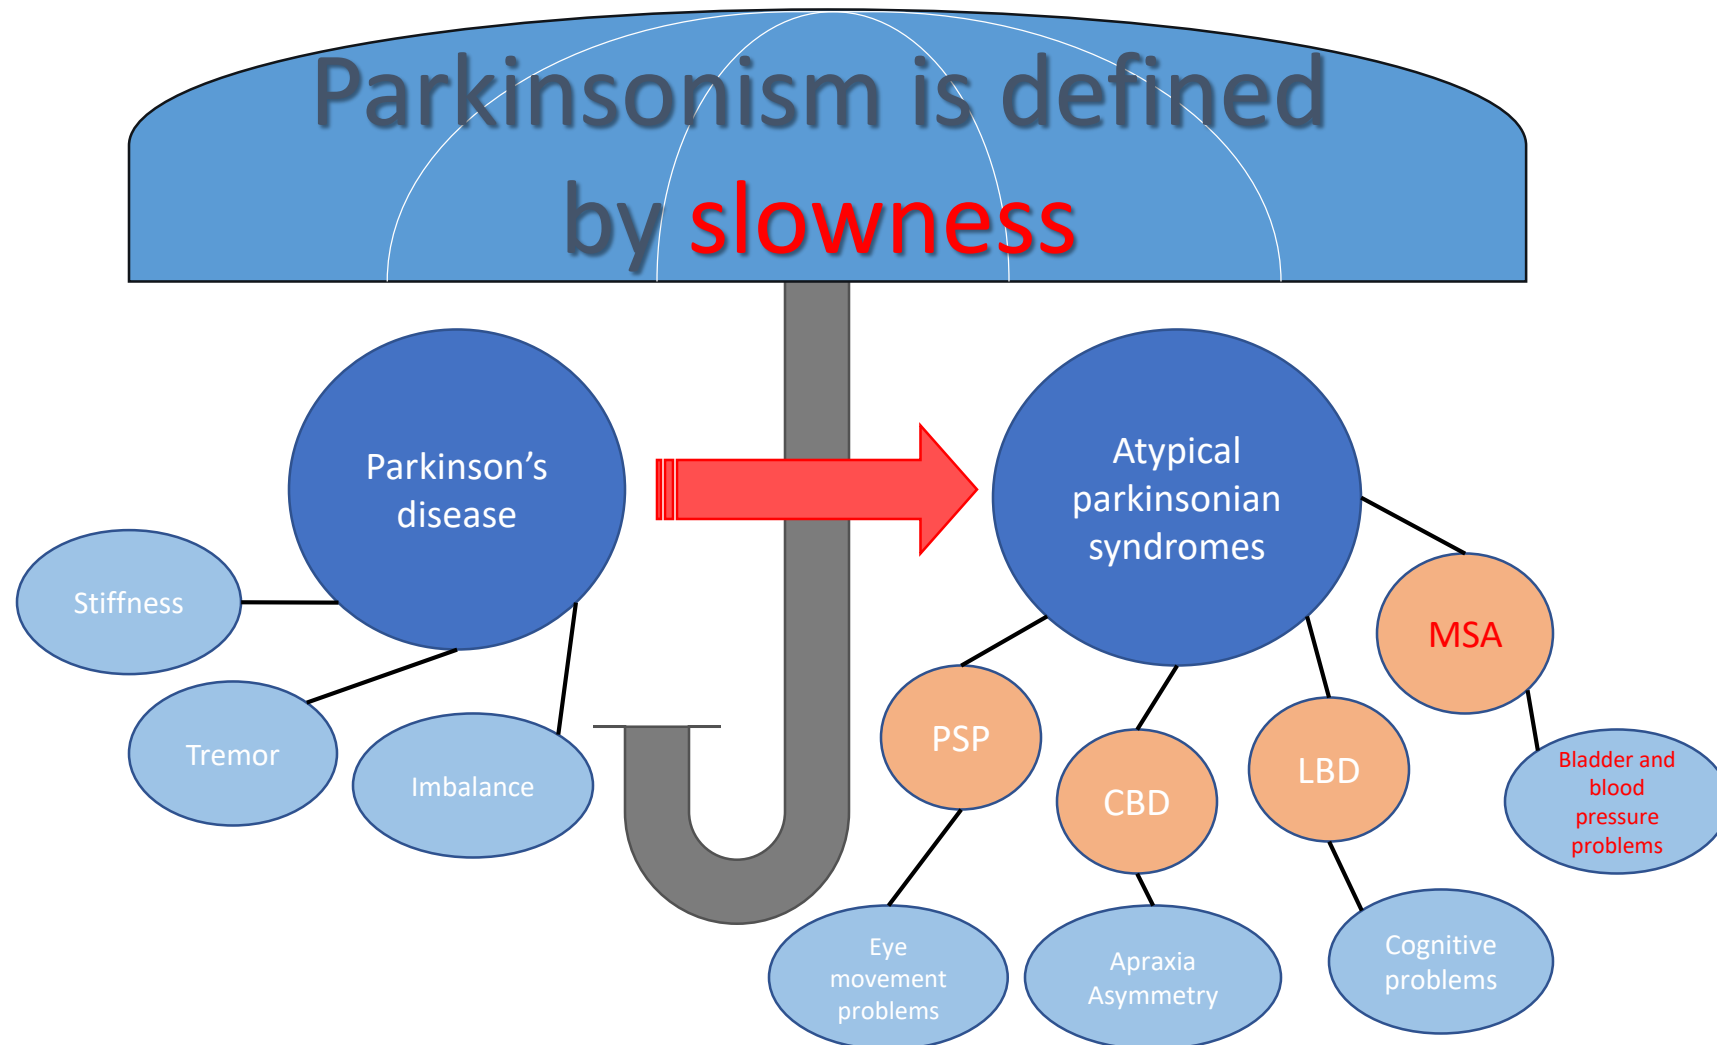 Parkinsonism is defined
by slowness
Parkinson’s
disease
Stiffness
Tremor
Imbalance
Atypical
parkinsonian
syndromes
PSP
CBD
LBD
MSA
Eye
movement
problems
Apraxia
Asymmetry
Cognitive
problems
Bladder and
blood
pressure
problems